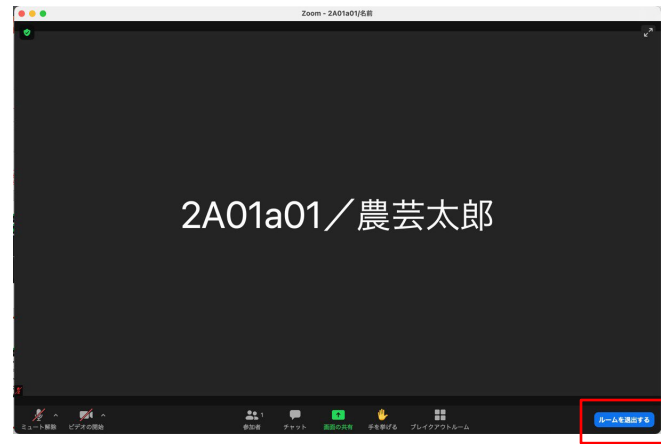 Zoom - 2A01a01/名前
2A01a01／農芸太郎
ミュート解除
ビデオの開始
1
参加者
チャット
画面の共有
手を挙げる
ブレイクアウトルーム
ルームを退出する